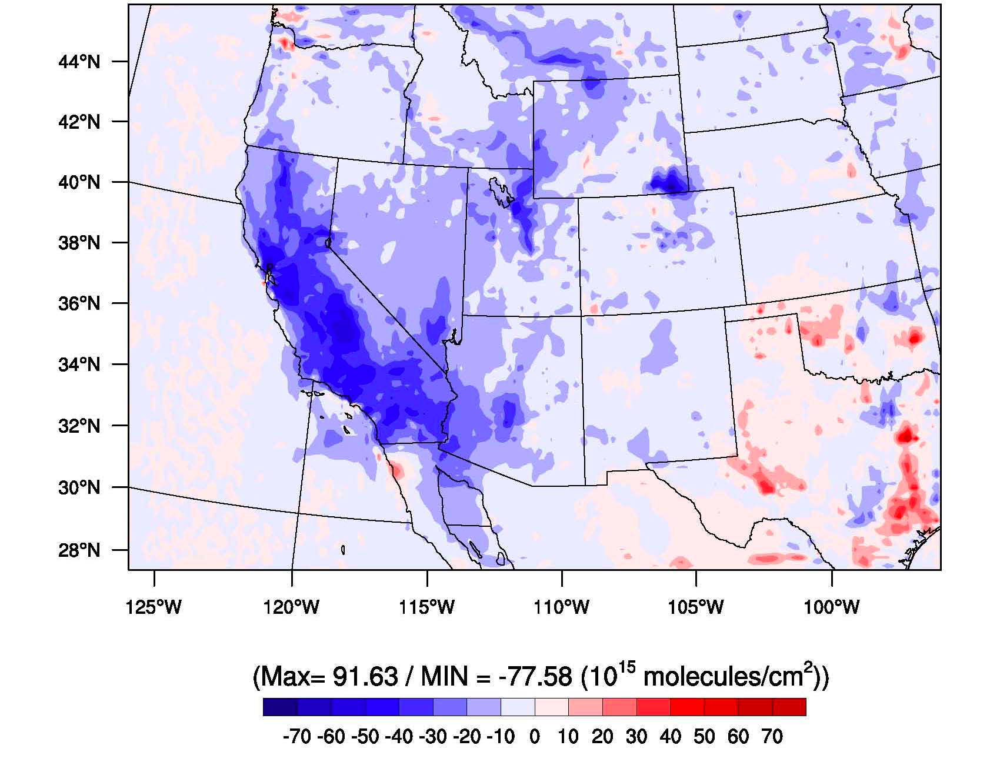 44°N
42°N
40°N
38°N
36°N
34°N
32°N
30°N
28°N
125°W 120°W 115°W 110°W 105°W 100°W
(Max= 91.63 / MIN = -77.58 (10¹⁵ molecules/cm²))
-70 -60 -50 -40 -30 -20 -10 0 10 20 30 40 50 60 70